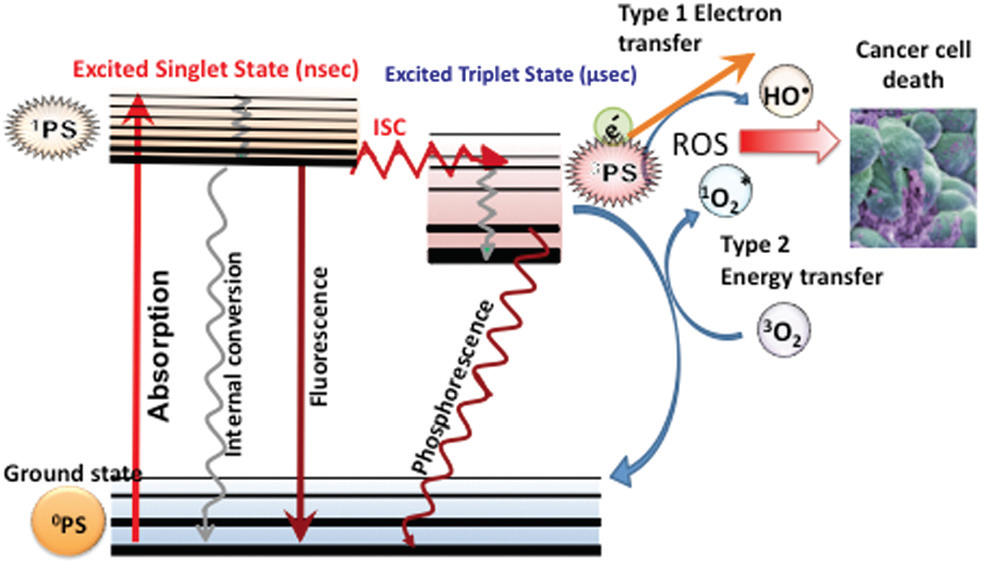 Type 1 Electron
transfer
Cancer cell
death
Excited Singlet State (nsec)
Excited Triplet State (µsec)
¹PS
ISC
é
³PS
HO•
ROS
¹O₂*
Type 2
Energy transfer
³O₂
Absorption
Internal conversion
Fluorescence
Phosphorescence
Ground state
⁰PS